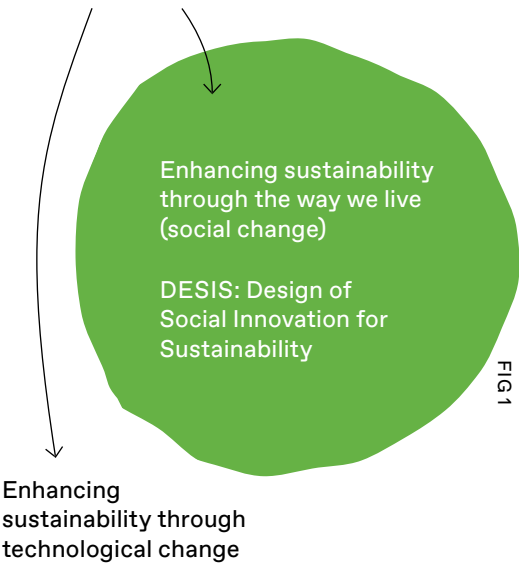 Enhancing sustainability
through the way we live
(social change)
DESIS: Design of
Social Innovation for
Sustainability
FIG 1
Enhancing
sustainability through
technological change